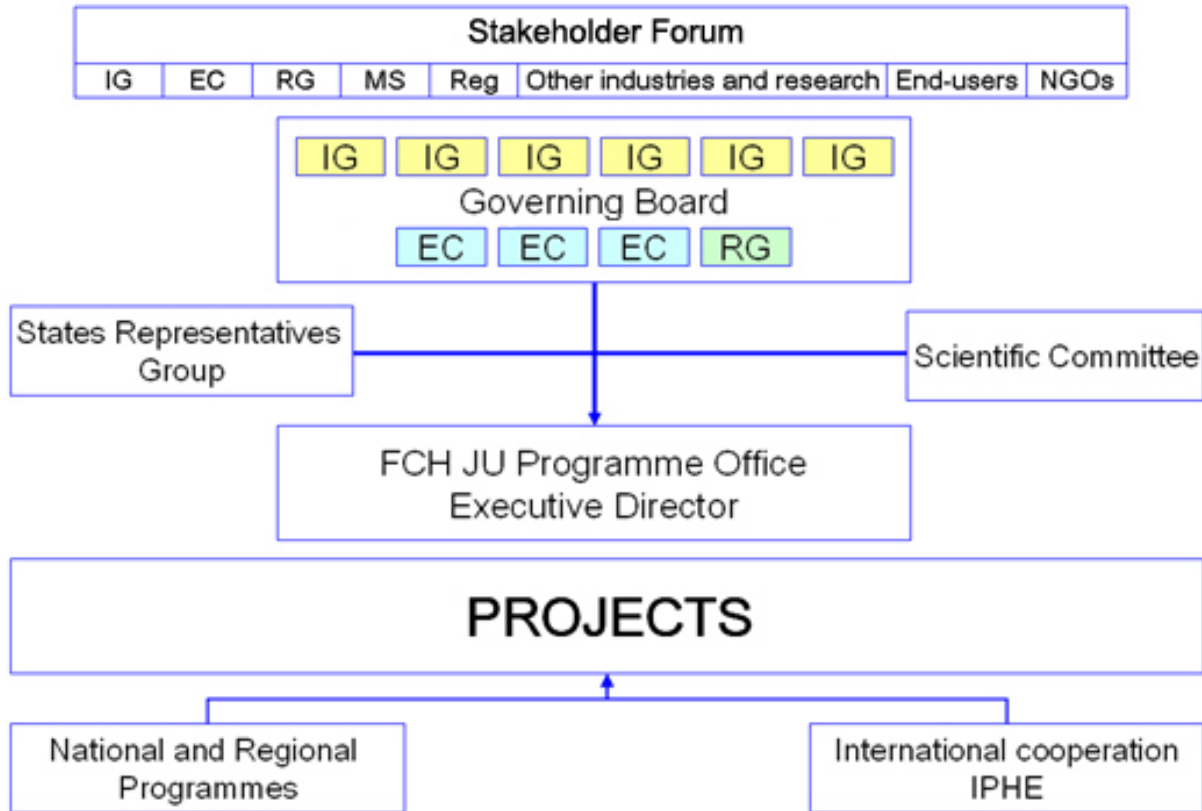 Stakeholder Forum
IG EC RG MS Reg Other industries and research End-users NGOs
IG IG IG IG IG IG
Governing Board
EC EC EC RG
States Representatives
Group
Scientific Committee
FCH JU Programme Office
Executive Director
PROJECTS
National and Regional
Programmes
International cooperation
IPHE